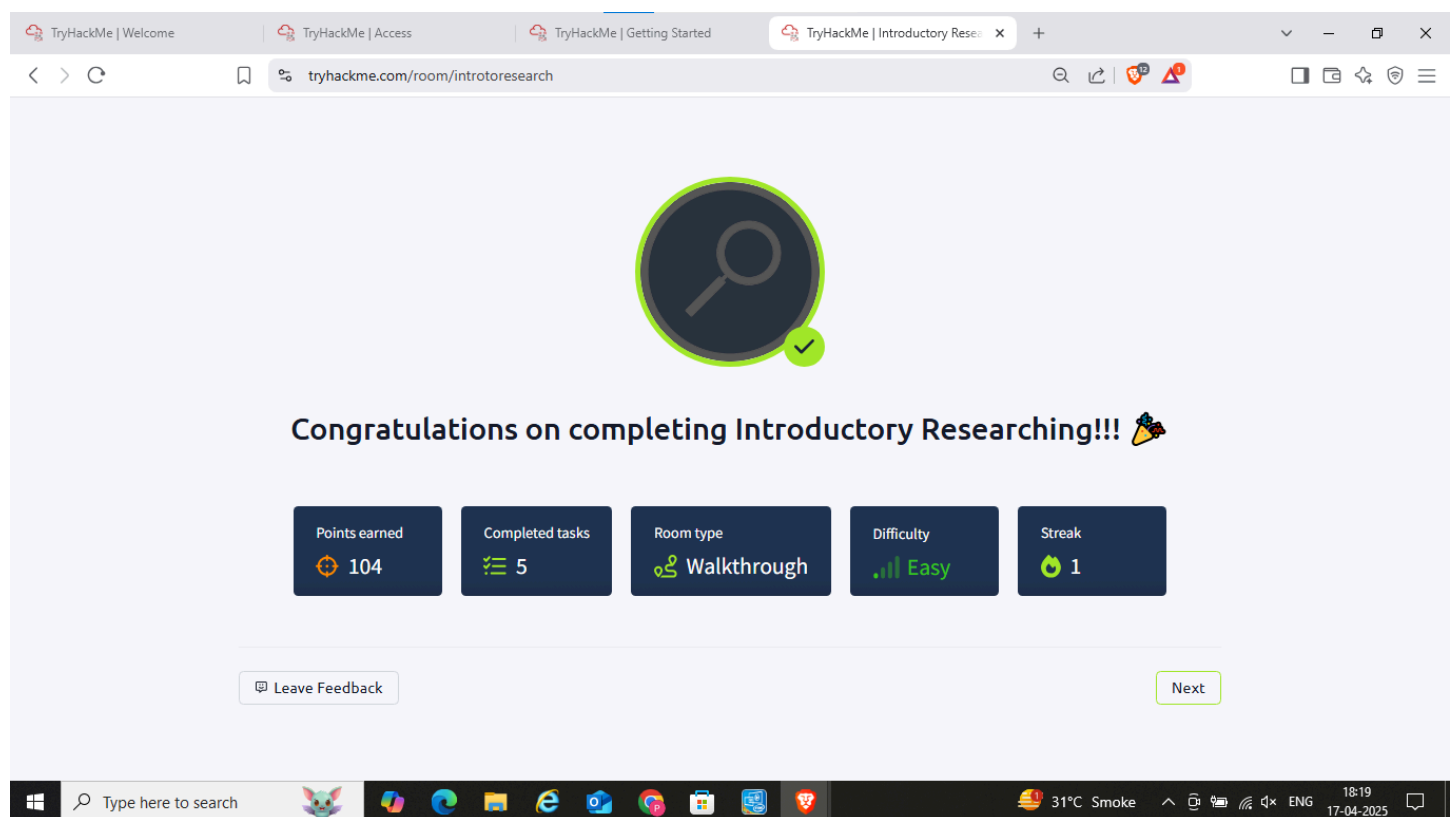 TryHackMe | Welcome
TryHackMe | Access
TryHackMe | Getting Started
TryHackMe | Introductory Resea
tryhackme.com/room/introtoresearch
12
1
Congratulations on completing Introductory Researching!!!
Points earned
104
Completed tasks
5
Room type
Walkthrough
Difficulty
Easy
Streak
1
Leave Feedback
Next
Type here to search
31°C Smoke
ENG
18:19
17-04-2025